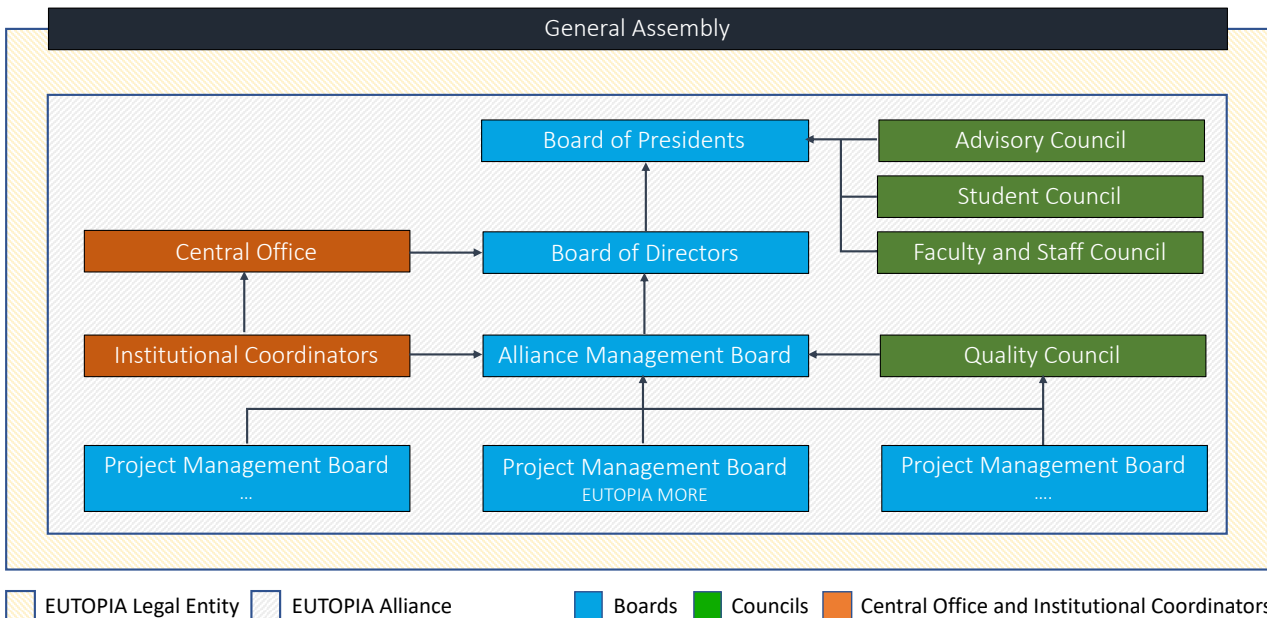 General Assembly
Board of Presidents
Advisory Council
Student Council
Central Office
Board of Directors
Faculty and Staff Council
Institutional Coordinators
Alliance Management Board
Quality Council
Project Management Board
...
Project Management Board
EUTOPIA MORE
Project Management Board
....
EUTOPIA Legal Entity
EUTOPIA Alliance
Boards
Councils
Central Office and Institutional Coordinators